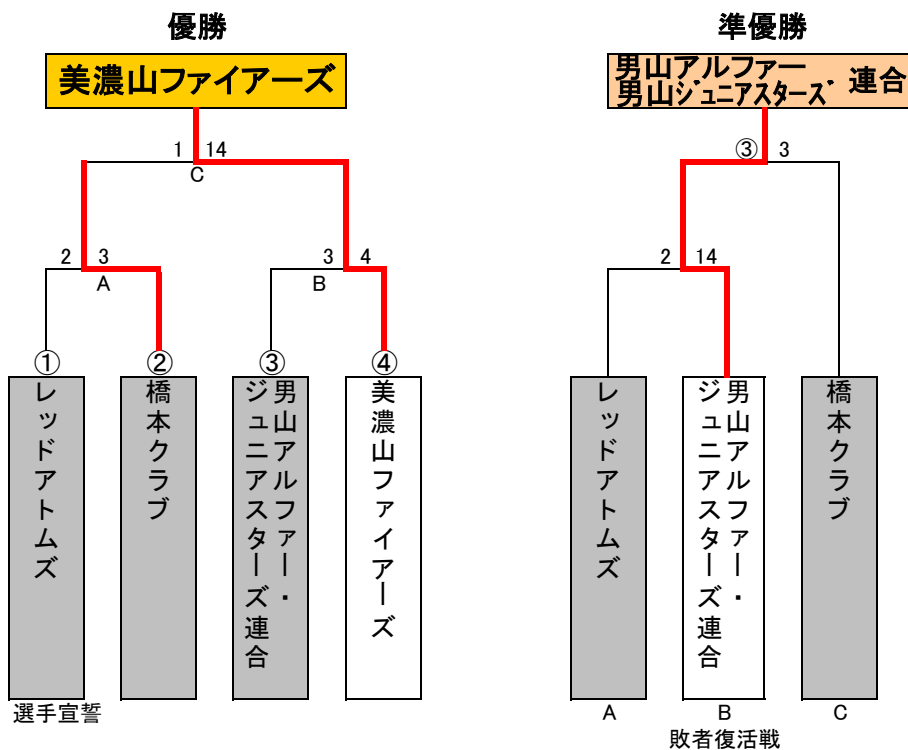 優勝
美濃山ファイアーズ
1 14
C
2 3
A
3 4
B
①
②
③
④
レッドアトムズ
橋本クラブ
男山アルファー・
ジュニアスターズ連合
美濃山ファイアーズ
選手宣誓
準優勝
男山アルファー・
男山ジュニアスターズ 連合
③ 3
2 14
レッドアトムズ
男山アルファー・
ジュニアスターズ連合
橋本クラブ
A
B
C
敗者復活戦